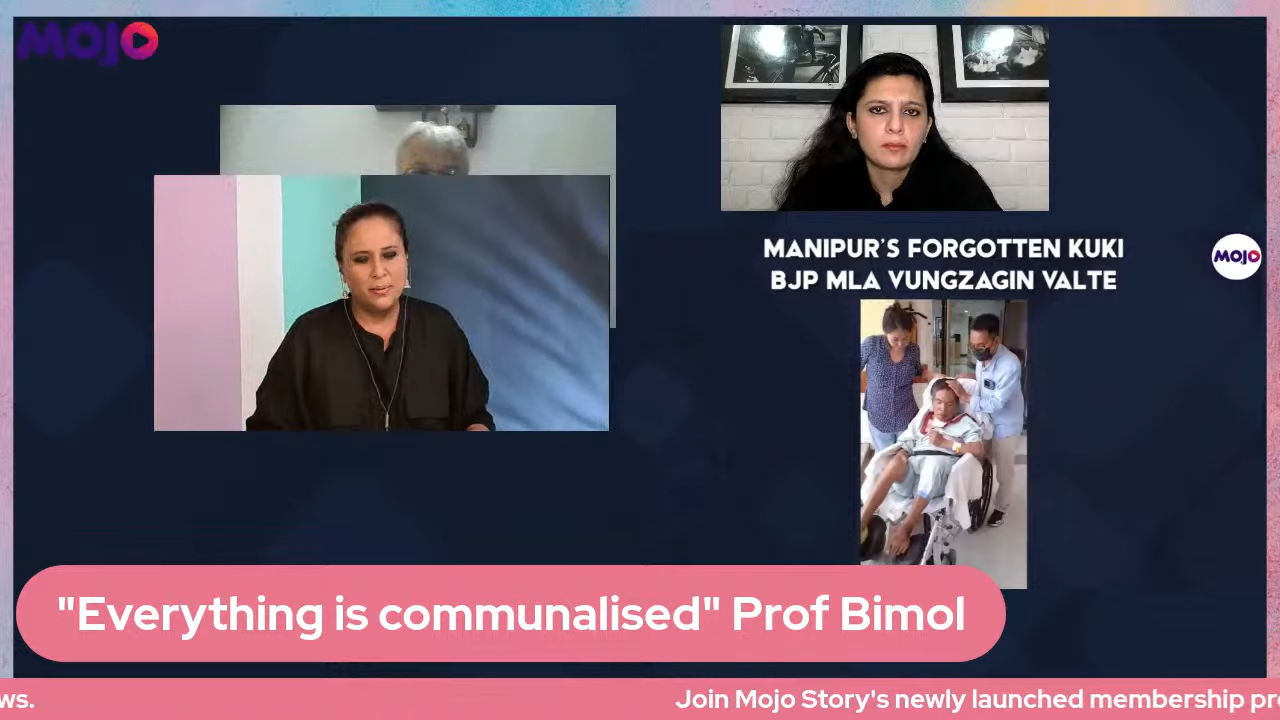 MOJO
MANIPUR'S FORGOTTEN KUKI
BJP MLA VUNGZAGIN VALTE
MOJO
"Everything is communalised" Prof Bimol
ws.
Join Mojo Story's newly launched membership pro